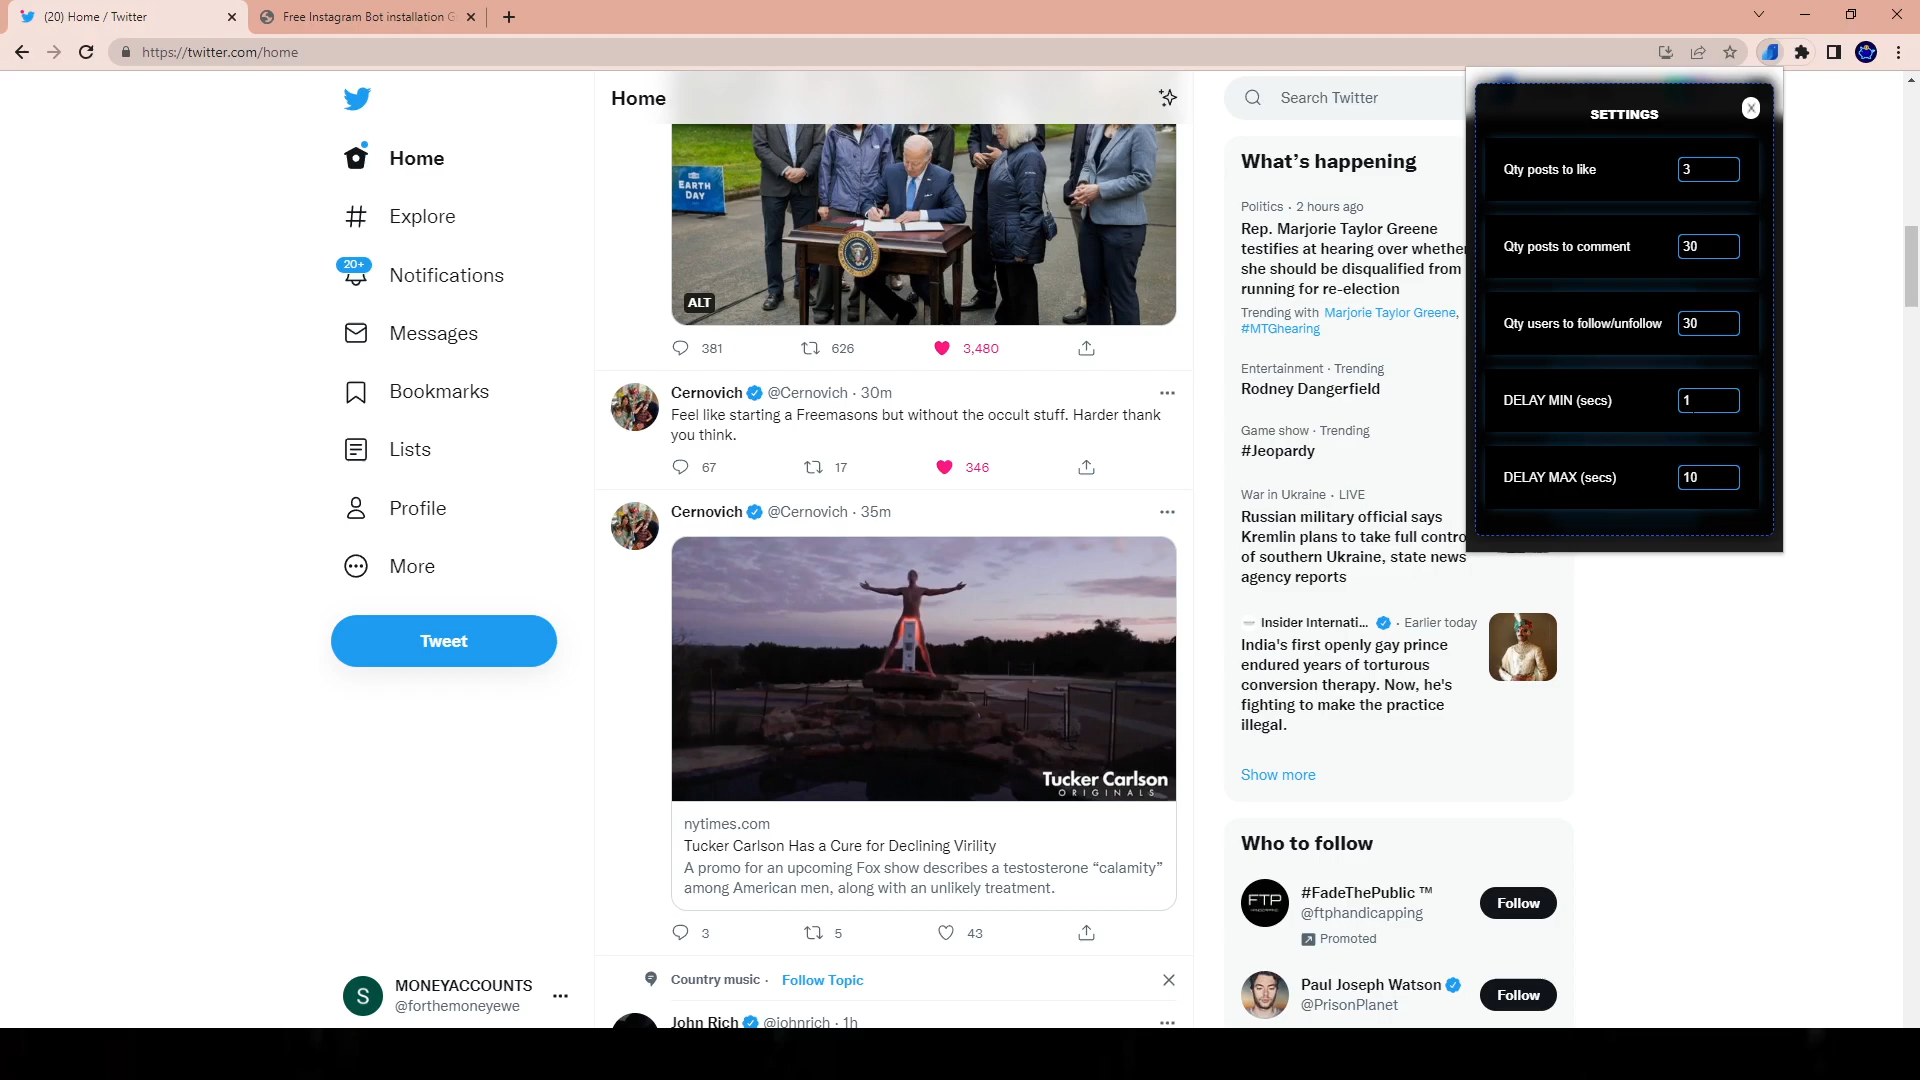 (20) Home / Twitter
Free Instagram Bot installation G
https://twitter.com/home
Home
Explore
20+
Notifications
Messages
Bookmarks
Lists
Profile
More
Tweet
S
MONEYACCOUNTS
@forthemoneyewe
Home
EARTH
DAY
ALT
381
626
3,480
Cernovich @Cernovich · 30m
Feel like starting a Freemasons but without the occult stuff. Harder thank
you think.
67
17
346
Cernovich @Cernovich · 35m
Tucker Carlson
ORIGINALS
nytimes.com
Tucker Carlson Has a Cure for Declining Virility
A promo for an upcoming Fox show describes a testosterone “calamity”
among American men, along with an unlikely treatment.
3
5
43
Country music · Follow Topic
John Rich @johnrich · 1h
Search Twitter
What’s happening
Politics · 2 hours ago
Rep. Marjorie Taylor Greene
testifies at hearing over whether
she should be disqualified from
running for re-election
Trending with Marjorie Taylor Greene,
#MTGhearing
Entertainment · Trending
Rodney Dangerfield
Game show · Trending
#Jeopardy
War in Ukraine · LIVE
Russian military official says
Kremlin plans to take full contro
of southern Ukraine, state news
agency reports
Insider Internati... · Earlier today
India's first openly gay prince
endured years of torturous
conversion therapy. Now, he's
fighting to make the practice
illegal.
Show more
Who to follow
FTP
#FadeThePublic ™
@ftphandicapping
Promoted
Follow
Paul Joseph Watson
@PrisonPlanet
Follow
SETTINGS
X
Qty posts to like 3
Qty posts to comment 30
Qty users to follow/unfollow 30
DELAY MIN (secs) 1
DELAY MAX (secs) 10